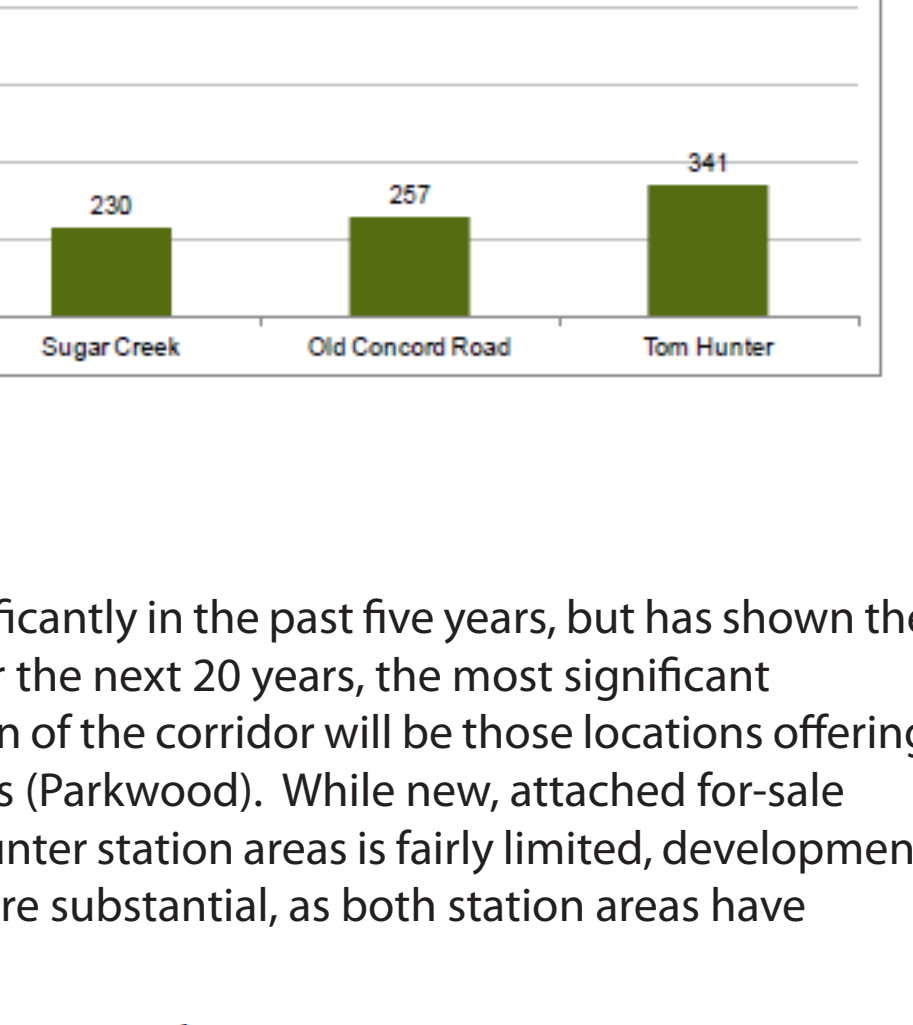 341
257
230
Sugar Creek Old Concord Road Tom Hunter
ficantly in the past five years, but has shown the
r the next 20 years, the most significant
n of the corridor will be those locations offering
s (Parkwood). While new, attached for-sale
unter station areas is fairly limited, developmen
re substantial, as both station areas have